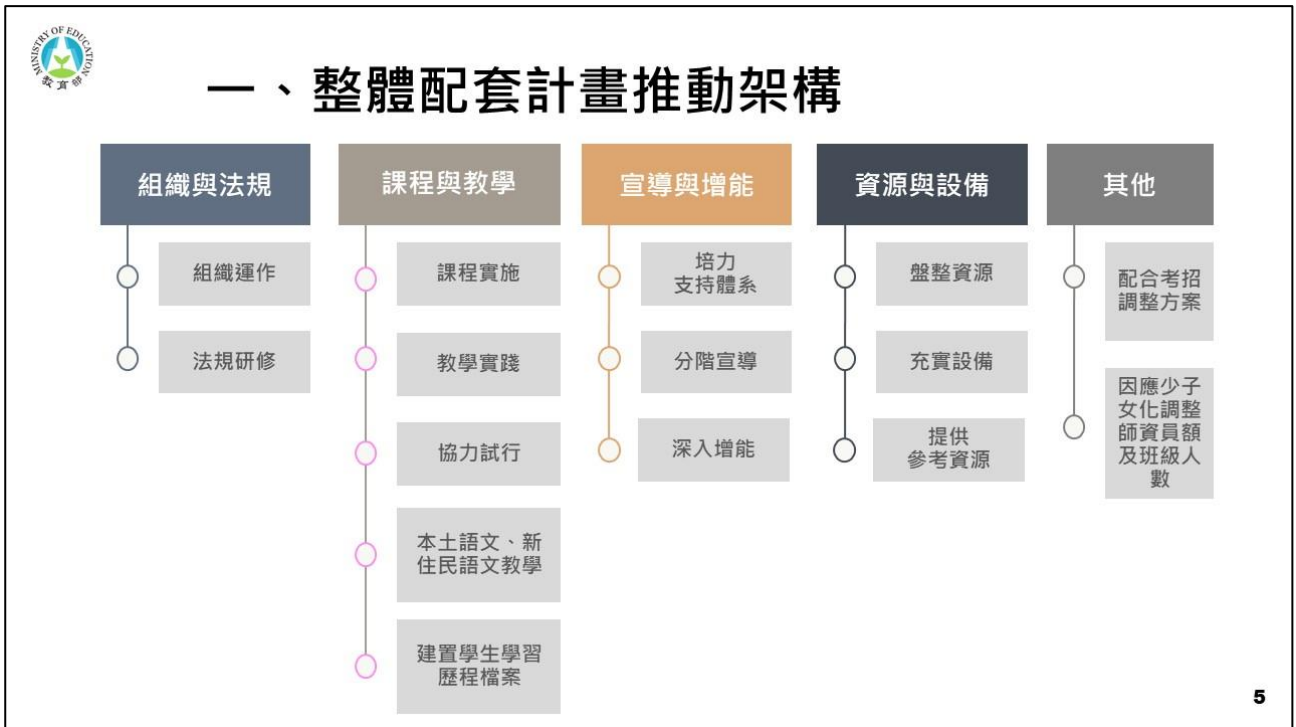 MINISTRY OF EDUCATION
教育部
一、整體配套計畫推動架構
組織與法規
組織運作
法規研修
課程與教學
課程實施
教學實踐
協力試行
本土語文、新
住民語文教學
建置學生學習
歷程檔案
宣導與增能
培力
支持體系
分階宣導
深入增能
資源與設備
盤整資源
充實設備
提供
參考資源
其他
配合考招
調整方案
因應少子
女化調整
師資員額
及班級人
數
5